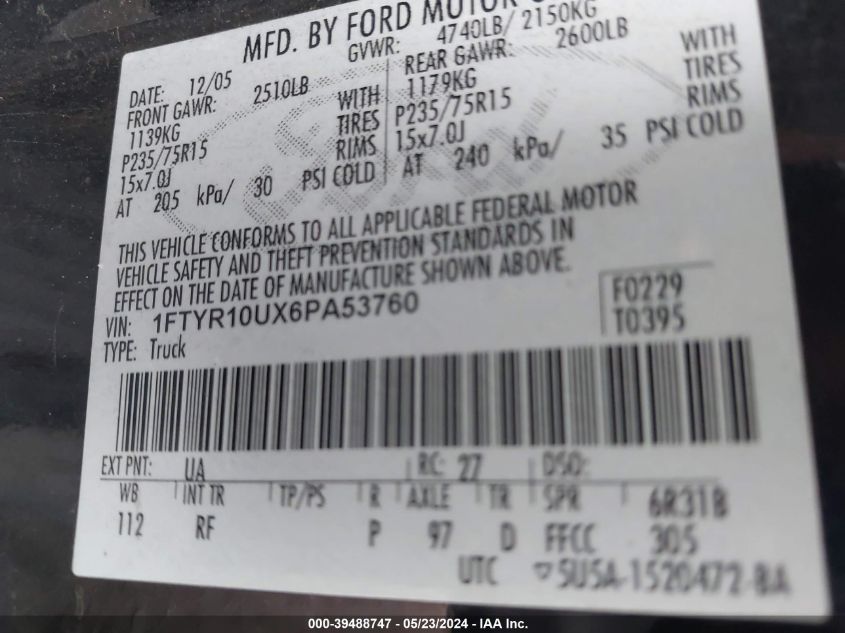 MFD. BY FORD MOTOR
DATE: 12/05 GVWR: 4740LB/ 2150KG
FRONT GAWR: 2510LB REAR GAWR: 2600LB
1139KG WITH 1179KG WITH
P235/75R15 TIRES P235/75R15 TIRES
15x7.0J RIMS 15x7.0J RIMS
AT 205 kPa/ 30 PSI COLD AT 240 kPa/ 35 PSI COLD
THIS VEHICLE CONFORMS TO ALL APPLICABLE FEDERAL MOTOR
VEHICLE SAFETY AND THEFT PREVENTION STANDARDS IN
EFFECT ON THE DATE OF MANUFACTURE SHOWN ABOVE.
VIN: 1FTYR10UX6PA53760 F0229
TYPE: Truck T0395
EXT PNT: UA RC: 27 DSO:
WB INT TR TP/PS R AXLE TR SPR 6R31B
112 RF P 97 D FFCC 305
UTC 5U5A-1520472-BA
000-39488747 - 05/23/2024 - IAA Inc.